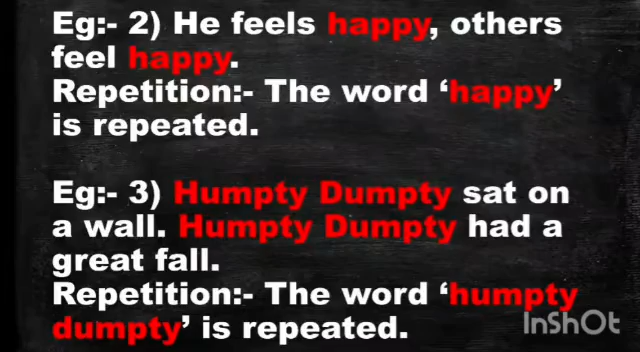 Eg:- 2) He feels happy, others
feel happy.
Repetition:- The word ‘happy’
is repeated.
Eg:- 3) Humpty Dumpty sat on
a wall. Humpty Dumpty had a
great fall.
Repetition:- The word ‘humpty
dumpty’ is repeated.
InShOt